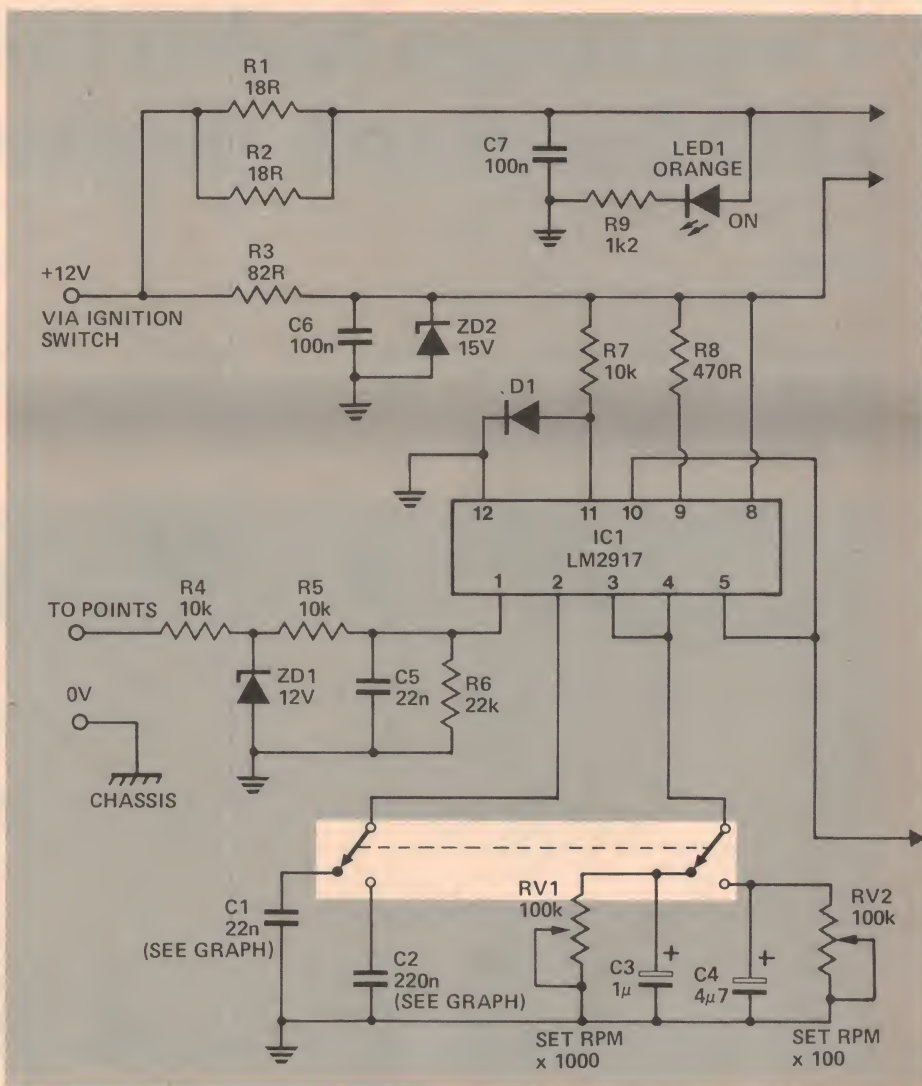 R1
18R
R2
18R
C7
100n
LED1
ORANGE
R9
1k2
ON
+12V
VIA IGNITION
SWITCH
R3
82R
C6
100n
ZD2
15V
R7
10k
R8
470R
D1
12
11
10
9
8
IC1
LM2917
1
2
3
4
5
TO POINTS
R4
10k
R5
10k
ZD1
12V
C5
22n
R6
22k
0V
CHASSIS
C1
22n
(SEE GRAPH)
C2
220n
(SEE GRAPH)
RV1
100k
C3
1μ
+
C4
4μ7
+
RV2
100k
SET RPM
x 1000
SET RPM
x 100